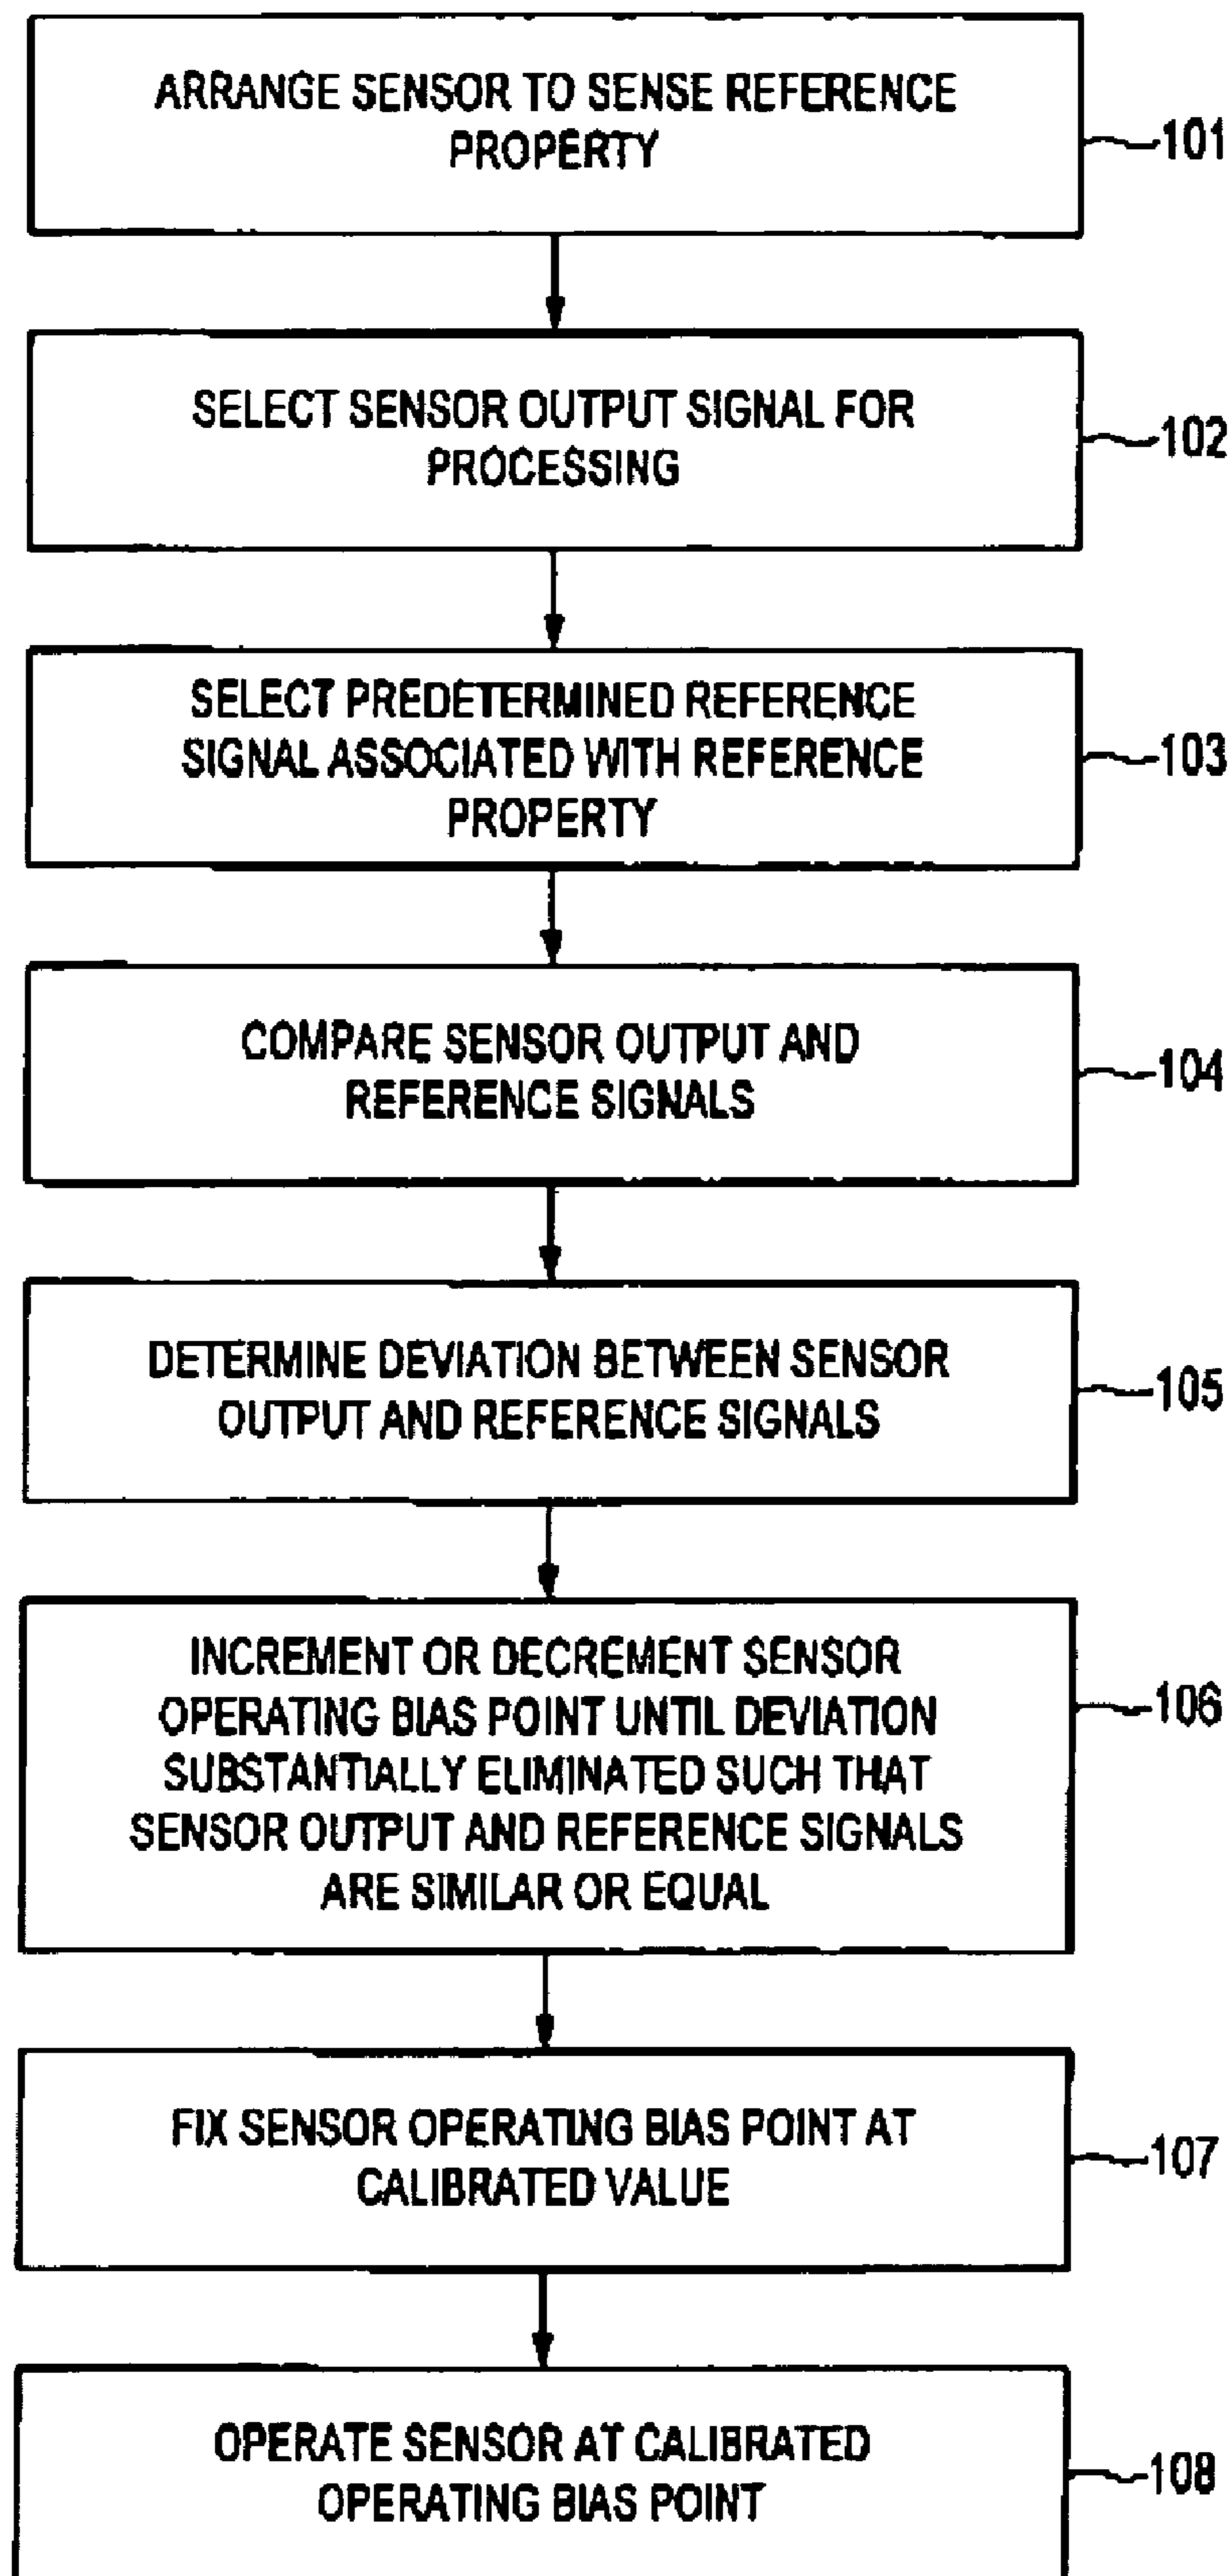 ARRANGE SENSOR TO SENSE REFERENCE
PROPERTY
101
SELECT SENSOR OUTPUT SIGNAL FOR
PROCESSING
102
SELECT PREDETERMINED REFERENCE
SIGNAL ASSOCIATED WITH REFERENCE
PROPERTY
103
COMPARE SENSOR OUTPUT AND
REFERENCE SIGNALS
104
DETERMINE DEVIATION BETWEEN SENSOR
OUTPUT AND REFERENCE SIGNALS
105
INCREMENT OR DECREMENT SENSOR
OPERATING BIAS POINT UNTIL DEVIATION
SUBSTANTIALLY ELIMINATED SUCH THAT
SENSOR OUTPUT AND REFERENCE SIGNALS
ARE SIMILAR OR EQUAL
106
FIX SENSOR OPERATING BIAS POINT AT
CALIBRATED VALUE
107
OPERATE SENSOR AT CALIBRATED
OPERATING BIAS POINT
108